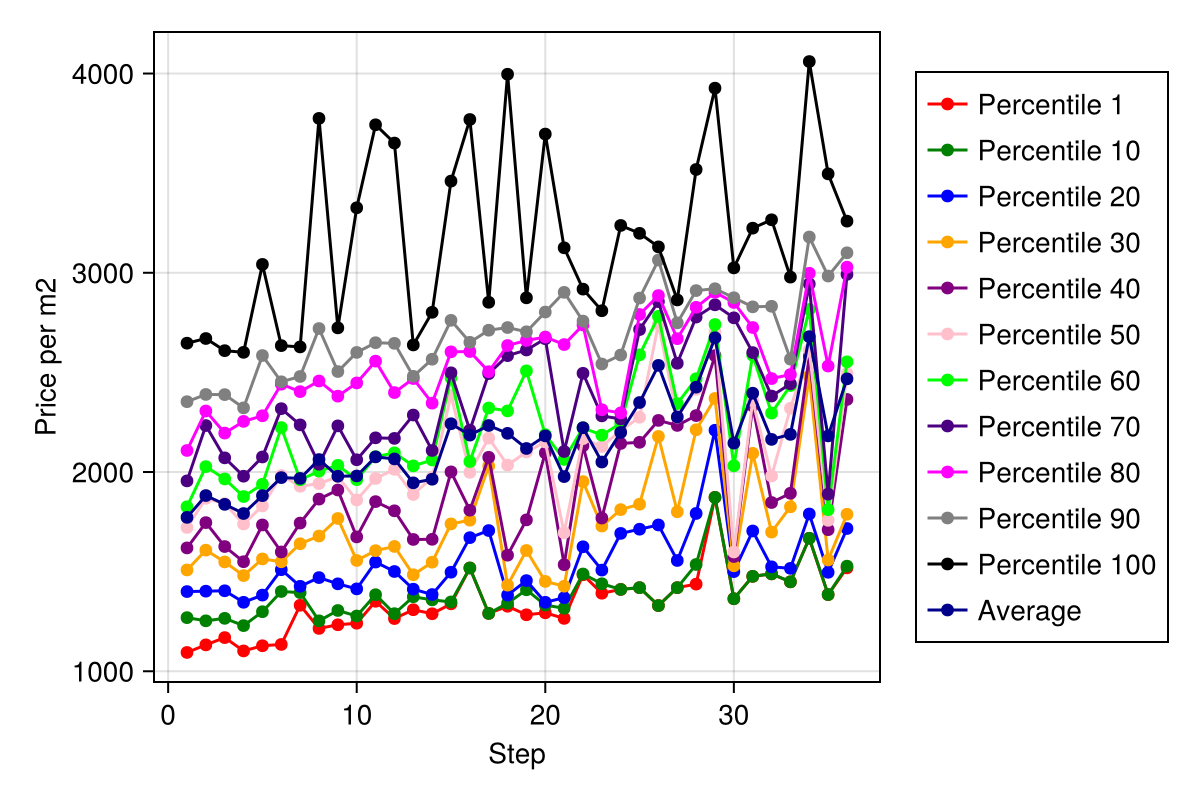 4000
3000
2000
1000
Price per m2
0
10
20
30
Step
Percentile 1
Percentile 10
Percentile 20
Percentile 30
Percentile 40
Percentile 50
Percentile 60
Percentile 70
Percentile 80
Percentile 90
Percentile 100
Average